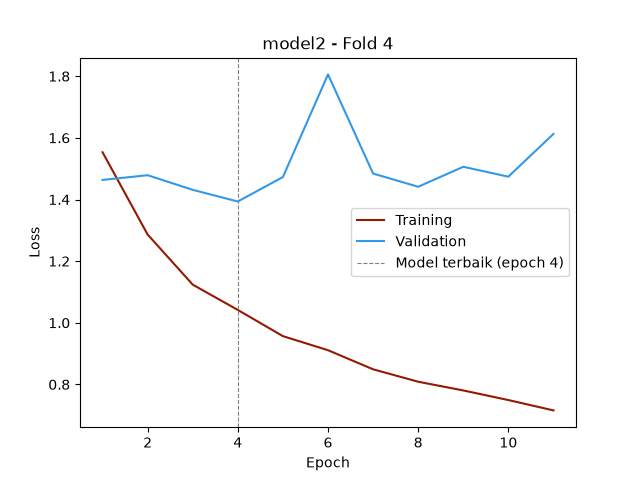 model2 - Fold 4
Loss
1.8
1.6
1.4
1.2
1.0
0.8
Training
Validation
Model terbaik (epoch 4)
2
4
6
8
10
Epoch